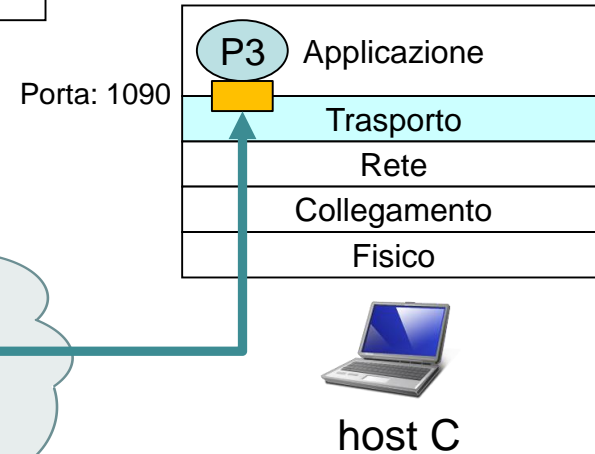 P3 Applicazione
Porta: 1090
Trasporto
Rete
Collegamento
Fisico
host C